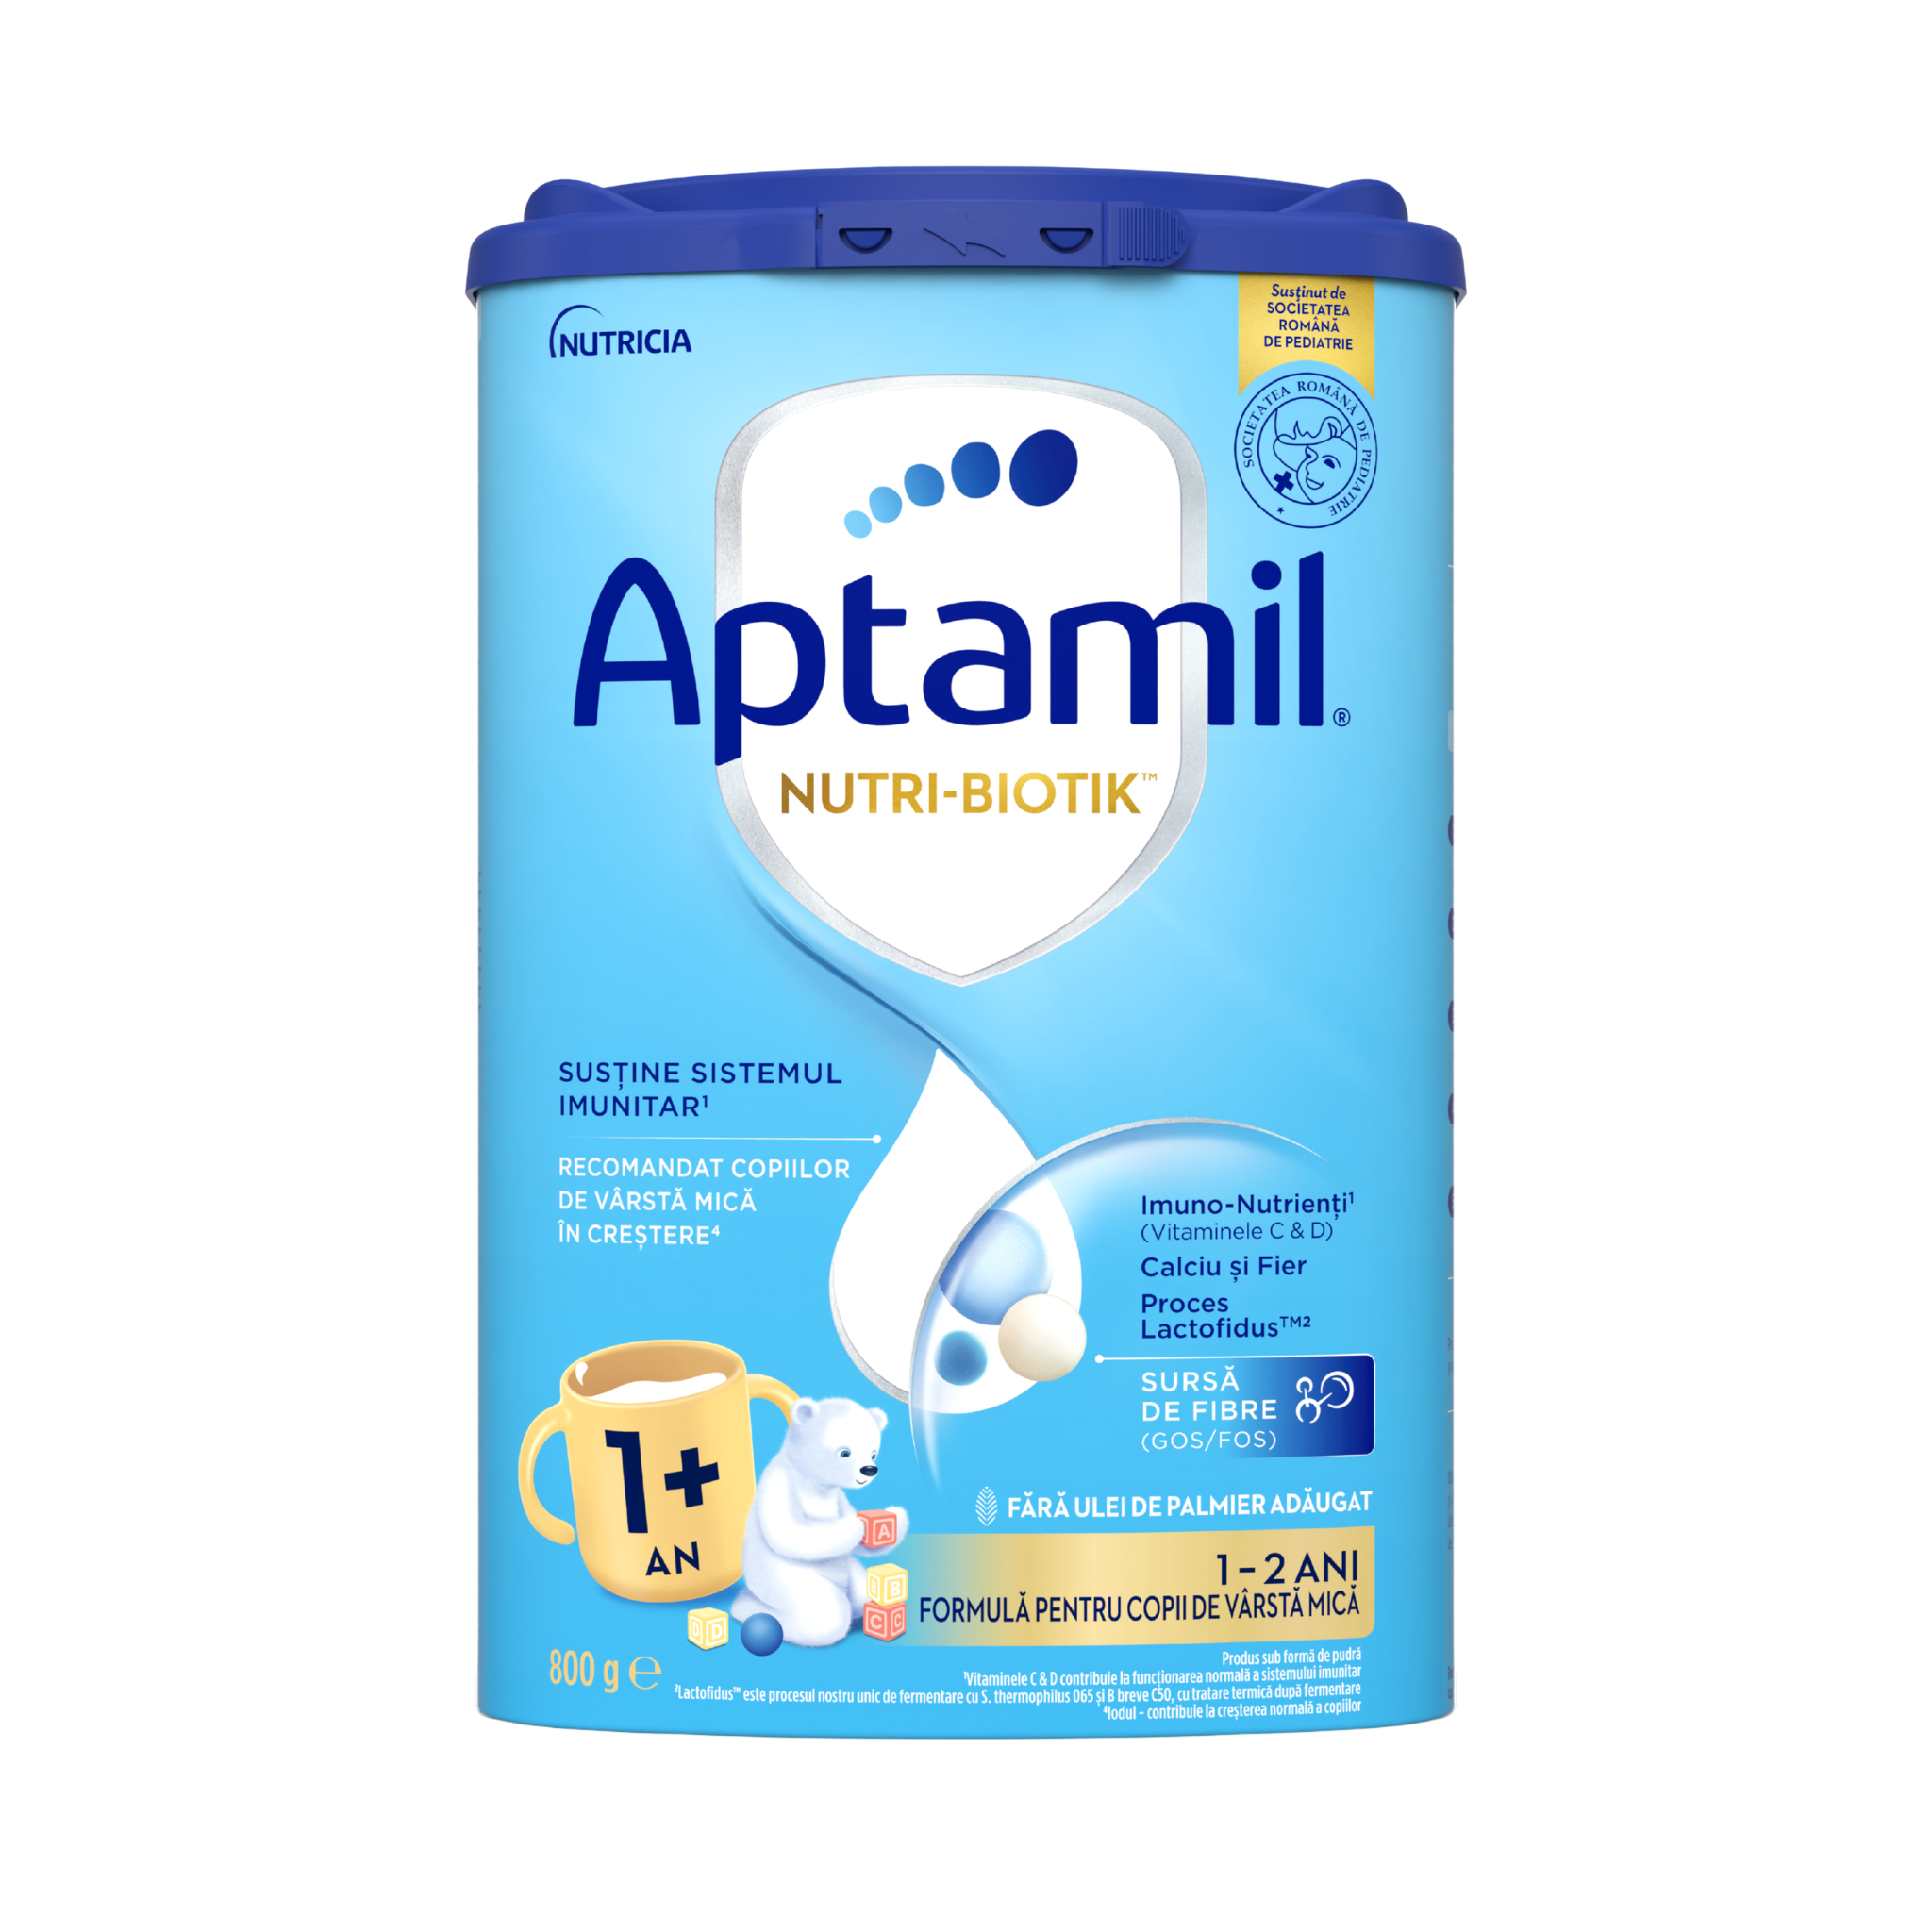 NUTRICIA
Susținut de
SOCIETATEA
ROMÂNĂ
DE PEDIATRIE
SOCIETATEA ROMÂNĂ DE PEDIATRIE
Aptamil®
NUTRI-BIOTIK™
SUSȚINE SISTEMUL
IMUNITAR¹
RECOMANDAT COPIILOR
DE VÂRSTĂ MICĂ
ÎN CREȘTERE⁴
Imuno-Nutrienți¹
(Vitaminele C & D)
Calciu și Fier
Proces
Lactofidus™²
SURSĂ
DE FIBRE
(GOS/FOS)
1+
AN
A
B B
C C
D D
FĂRĂ ULEI DE PALMIER ADĂUGAT
1-2 ANI
FORMULĂ PENTRU COPII DE VÂRSTĂ MICĂ
800 g ℮
Produs sub formă de pudră
¹Vitaminele C & D contribuie la funcționarea normală a sistemului imunitar
²Lactofidus™ este procesul nostru unic de fermentare cu S. thermophilus 065 și B breve C50, cu tratare termică după fermentare
⁴Iodul - contribuie la creșterea normală a copiilor